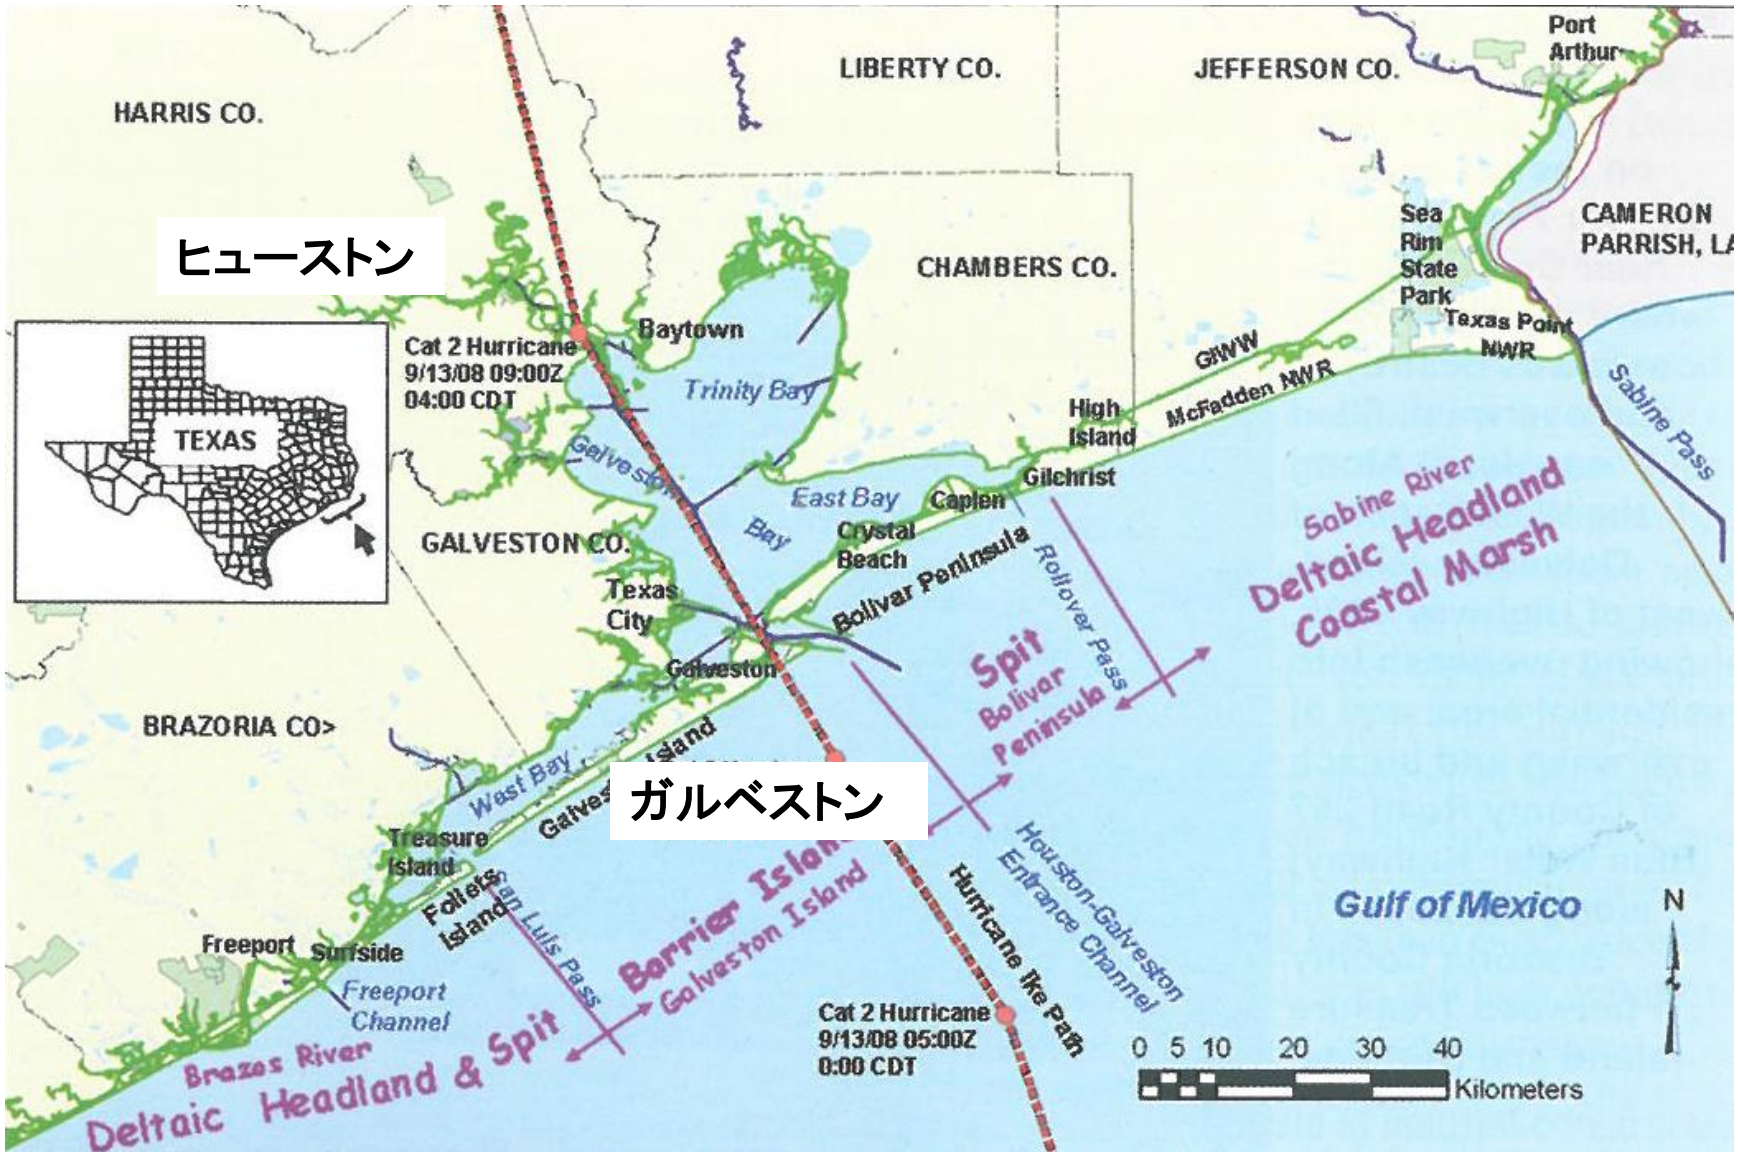 Port
Arthur
LIBERTY CO.
JEFFERSON CO.
HARRIS CO.
Sea
Rim
State
Park
CAMERON
PARRISH, LA
ヒューストン
CHAMBERS CO.
Baytown
Texas Point
NWR
Cat 2 Hurricane
9/13/08 09:00Z
04:00 CDT
GIWW
McFadden NWR
Trinity Bay
Sabine Pass
High
Island
TEXAS
Galveston
Bay
East Bay
Caplen
Gilchrist
Sabine River
Deltaic Headland
Coastal Marsh
GALVESTON CO.
Crystal
Beach
Bolivar Peninsula
Rollover Pass
Texas
City
Galveston
Spit
Bolivar
Peninsula
BRAZORIA CO>
West Bay
Galves
Island
ガルベストン
Treasure
Island
Follets
Island
San Luis Pass
Barrier Island
Galveston Island
Hurricane Ike Path
Houston-Galveston
Entrance Channel
Gulf of Mexico
N
Freeport
Surfside
Freeport
Channel
Cat 2 Hurricane
9/13/08 05:00Z
0:00 CDT
Brazos River
Deltaic Headland & Spit
0 5 10 20 30 40
Kilometers